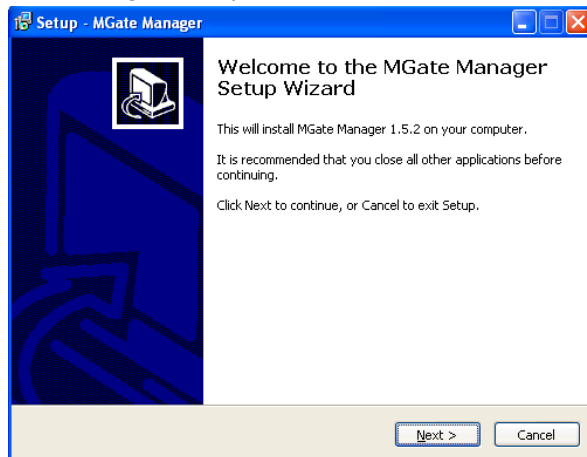 Setup - MGate Manager
Welcome to the MGate Manager
Setup Wizard
This will install MGate Manager 1.5.2 on your computer.
It is recommended that you close all other applications before
continuing.
Click Next to continue, or Cancel to exit Setup.
Next >
Cancel